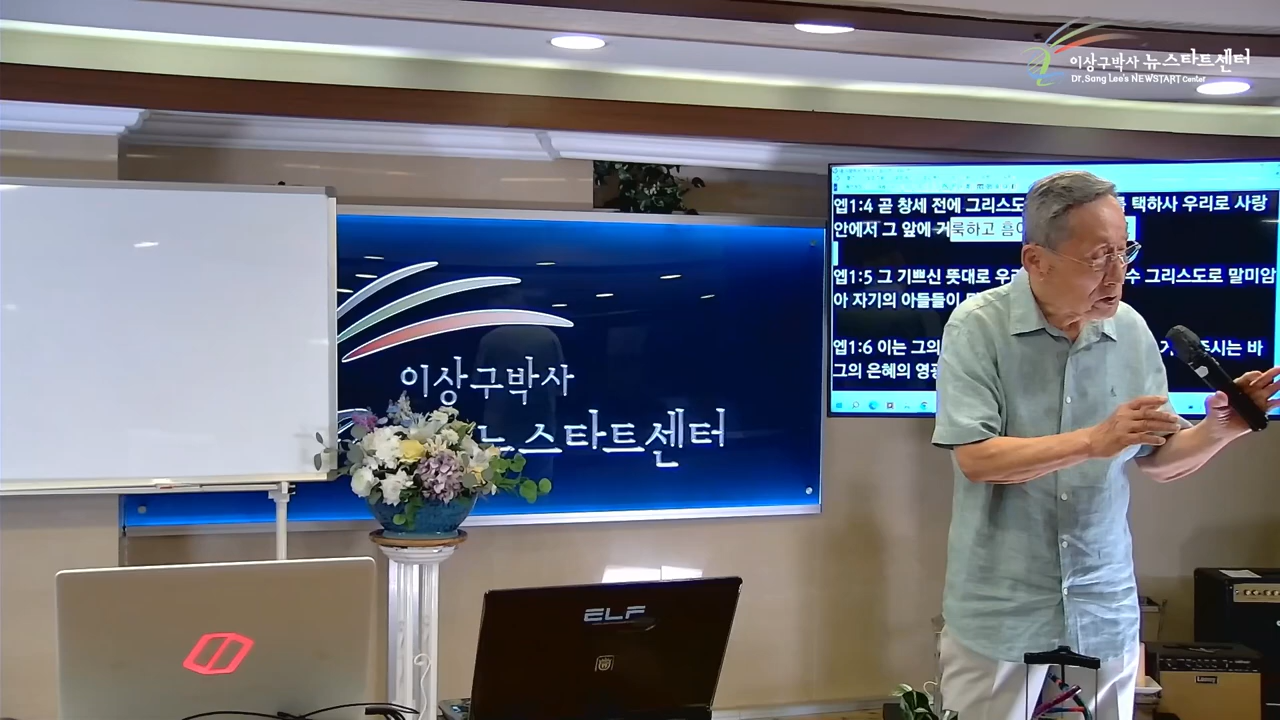 이상구박사 뉴스타트센터
Dr. Sang Lee's NEWSTART Center
엡1:4 곧 창세 전에 그리스도 택하사 우리로 사랑
안에서 그 앞에 거룩하고 흠이
엡1:5 그 기쁘신 뜻대로 우리 수 그리스도로 말미암
아 자기의 아들들이
엡1:6 이는 그의 주시는 바
그의 은혜의 영광
이상구박사
뉴스타트센터
ELF
Laney